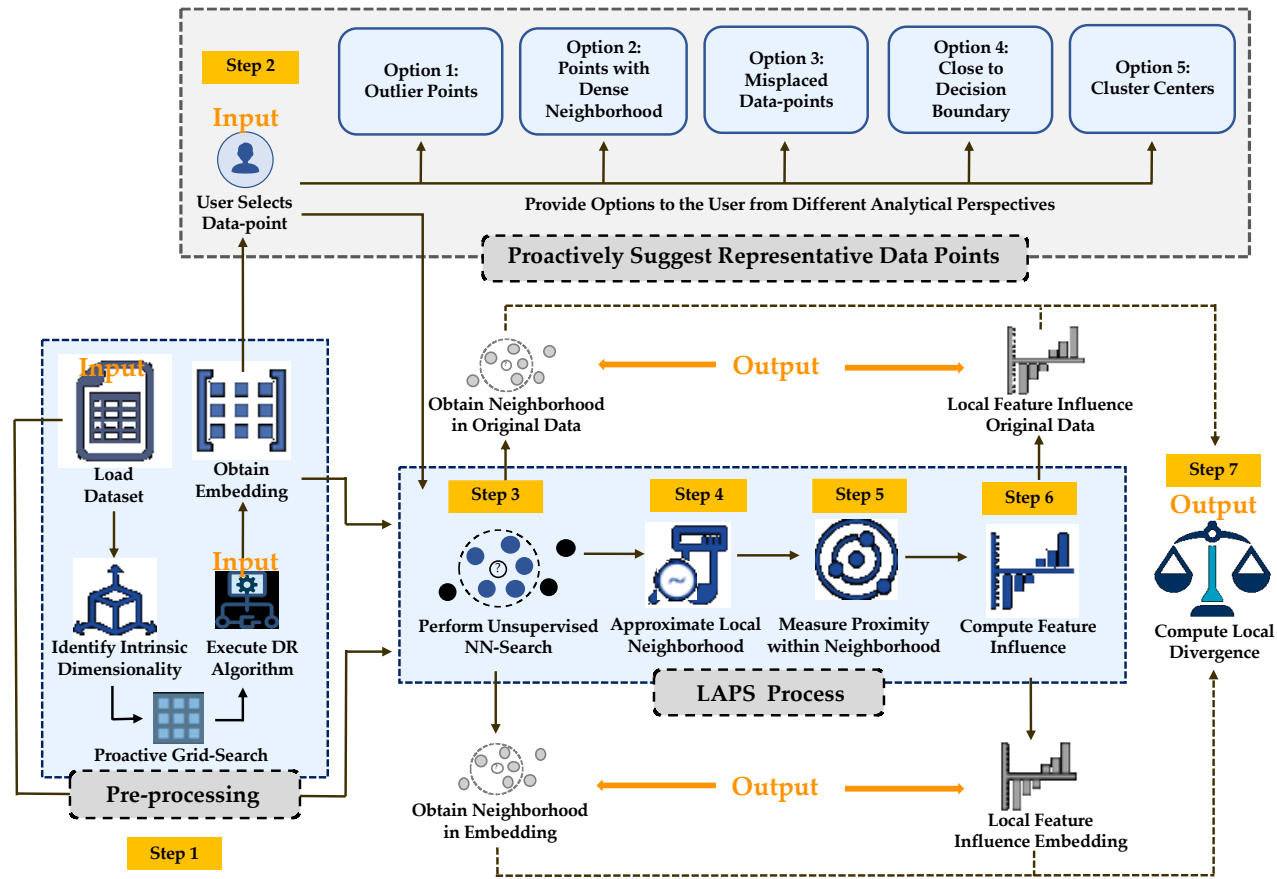 Step 2
Input
User Selects
Data-point
Option 1:
Outlier Points
Option 2:
Points with
Dense
Neighborhood
Option 3:
Misplaced
Data-points
Option 4:
Close to
Decision
Boundary
Option 5:
Cluster Centers
Provide Options to the User from Different Analytical Perspectives
Proactively Suggest Representative Data Points
Input
Load
Dataset
Obtain
Embedding
Identify Intrinsic
Dimensionality
Input
Execute DR
Algorithm
Proactive Grid-Search
Pre-processing
Step 1
?
Obtain Neighborhood
in Original Data
Output
Local Feature Influence
Original Data
Step 3
?
Perform Unsupervised
NN-Search
Step 4
~
Approximate Local
Neighborhood
Step 5
Measure Proximity
within Neighborhood
Step 6
Compute Feature
Influence
LAPS Process
?
Obtain Neighborhood
in Embedding
Output
Local Feature
Influence Embedding
Step 7
Output
Compute Local
Divergence